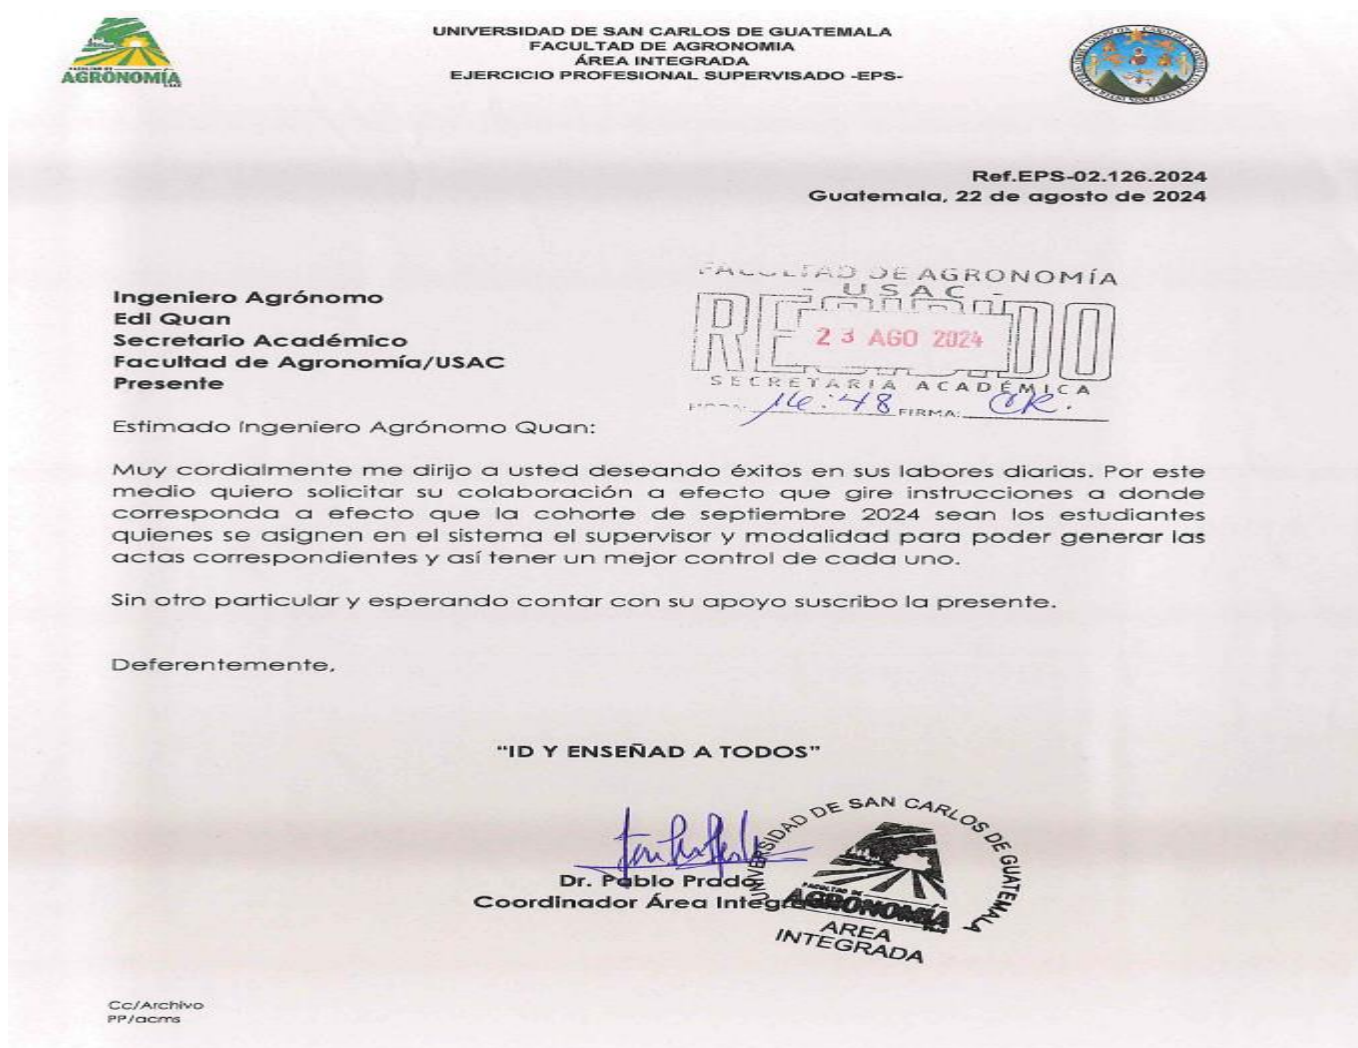 AGRONOMÍA
UNIVERSIDAD DE SAN CARLOS DE GUATEMALA
FACULTAD DE AGRONOMIA
ÁREA INTEGRADA
EJERCICIO PROFESIONAL SUPERVISADO -EPS-
Ref.EPS-02.126.2024
Guatemala, 22 de agosto de 2024
FACULTAD DE AGRONOMÍA
- USAC -
RECIBIDO
23 AGO 2024
SECRETARIA ACADÉMICA
16:48 FIRMA: CR.
Ingeniero Agrónomo
Edi Quan
Secretario Académico
Facultad de Agronomía/USAC
Presente
Estimado Ingeniero Agrónomo Quan:
Muy cordialmente me dirijo a usted deseando éxitos en sus labores diarias. Por este
medio quiero solicitar su colaboración a efecto que gire instrucciones a donde
corresponda a efecto que la cohorte de septiembre 2024 sean los estudiantes
quienes se asignen en el sistema el supervisor y modalidad para poder generar las
actas correspondientes y así tener un mejor control de cada uno.
Sin otro particular y esperando contar con su apoyo suscribo la presente.
Deferentemente,
“ID Y ENSEÑAD A TODOS”
Dr. Pablo Prado
Coordinador Área Integrada
UNIVERSIDAD DE SAN CARLOS DE GUATEMALA
FACULTAD DE
AGRONOMÍA
AREA
INTEGRADA
Cc/Archivo
PP/acms